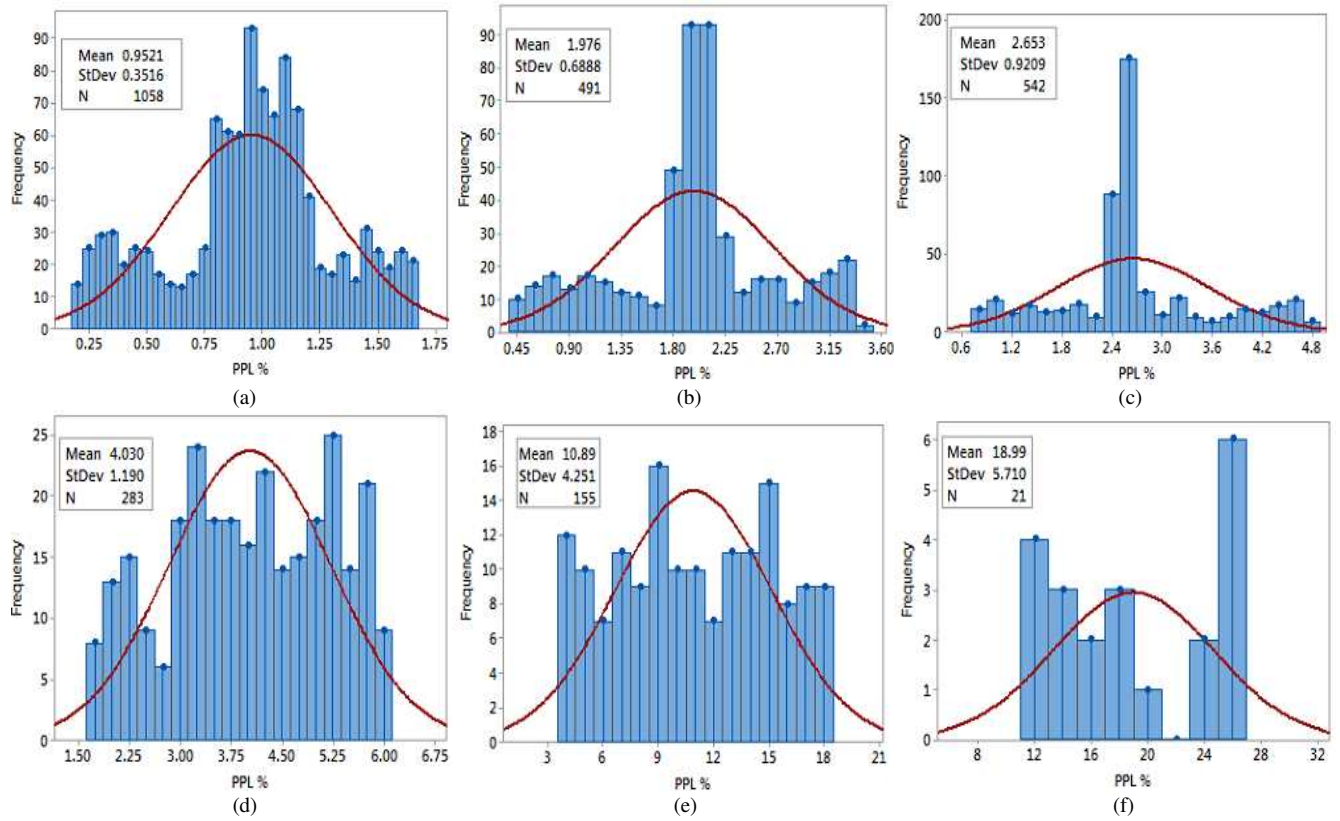 Mean 0.9521
StDev 0.3516
N 1058
Frequency
90
80
70
60
50
40
30
20
10
0
0.25 0.50 0.75 1.00 1.25 1.50 1.75
PPL %
(a)
Mean 1.976
StDev 0.6888
N 491
Frequency
90
80
70
60
50
40
30
20
10
0
0.45 0.90 1.35 1.80 2.25 2.70 3.15 3.60
PPL %
(b)
Mean 2.653
StDev 0.9209
N 542
Frequency
200
150
100
50
0
0.6 1.2 1.8 2.4 3.0 3.6 4.2 4.8
PPL %
(c)
Mean 4.030
StDev 1.190
N 283
Frequency
25
20
15
10
5
0
1.50 2.25 3.00 3.75 4.50 5.25 6.00 6.75
PPL %
(d)
Mean 10.89
StDev 4.251
N 155
Frequency
18
16
14
12
10
8
6
4
2
0
3 6 9 12 15 18 21
PPL %
(e)
Mean 18.99
StDev 5.710
N 21
Frequency
6
5
4
3
2
1
0
8 12 16 20 24 28 32
PPL %
(f)